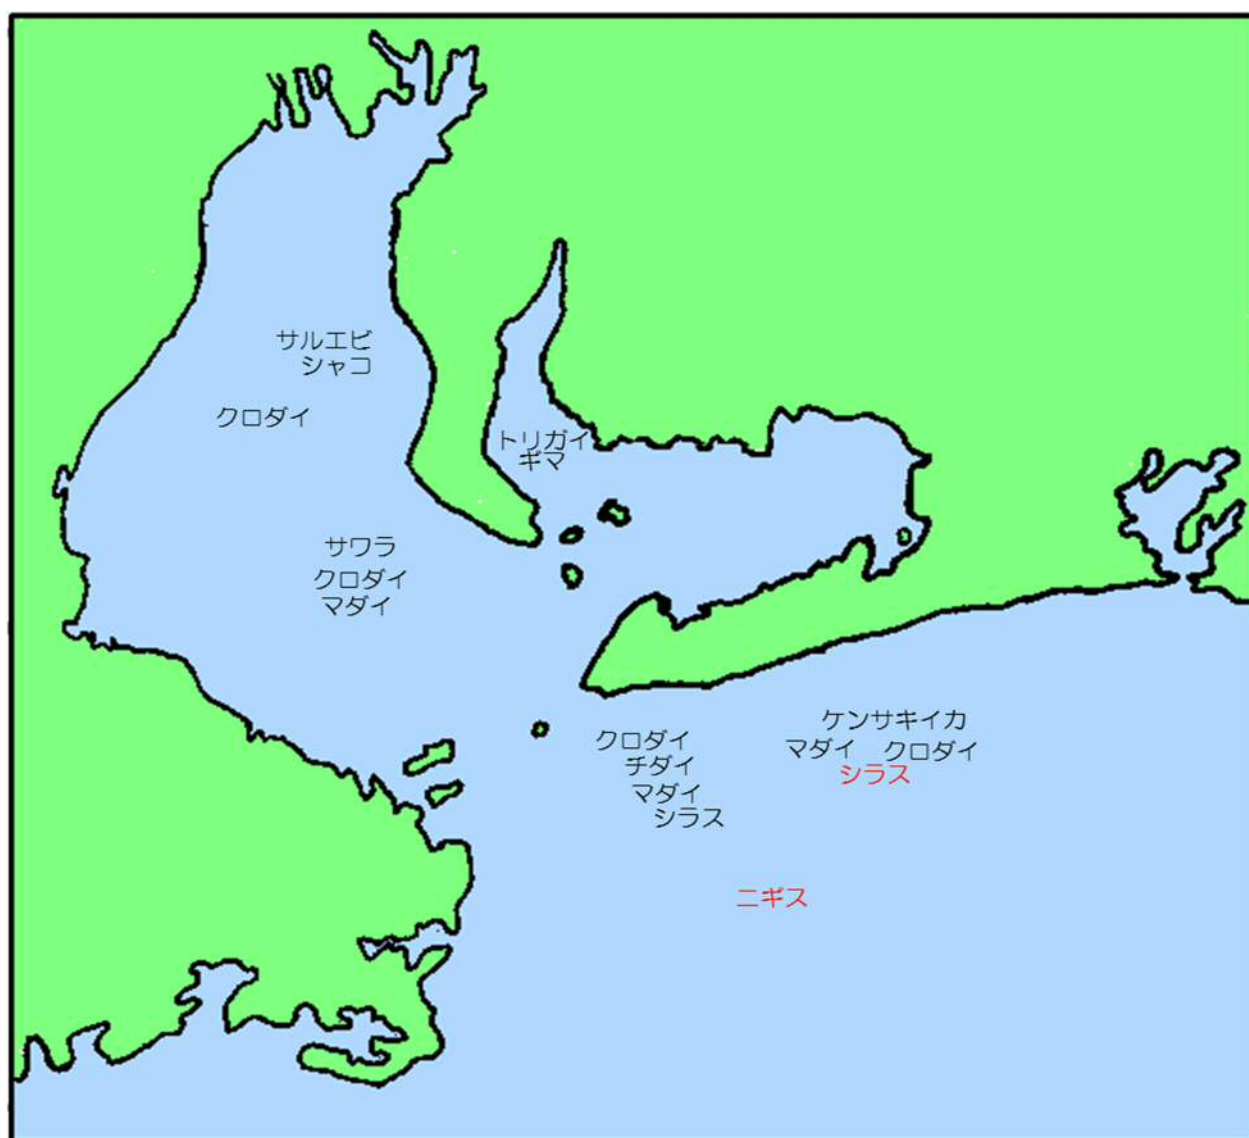 サルエビ
シャコ
クロダイ
トリガイ
ギマ
サワラ
クロダイ
マダイ
ケンサキイカ
マダイ クロダイ
シラス
クロダイ
チダイ
マダイ
シラス
ニギス